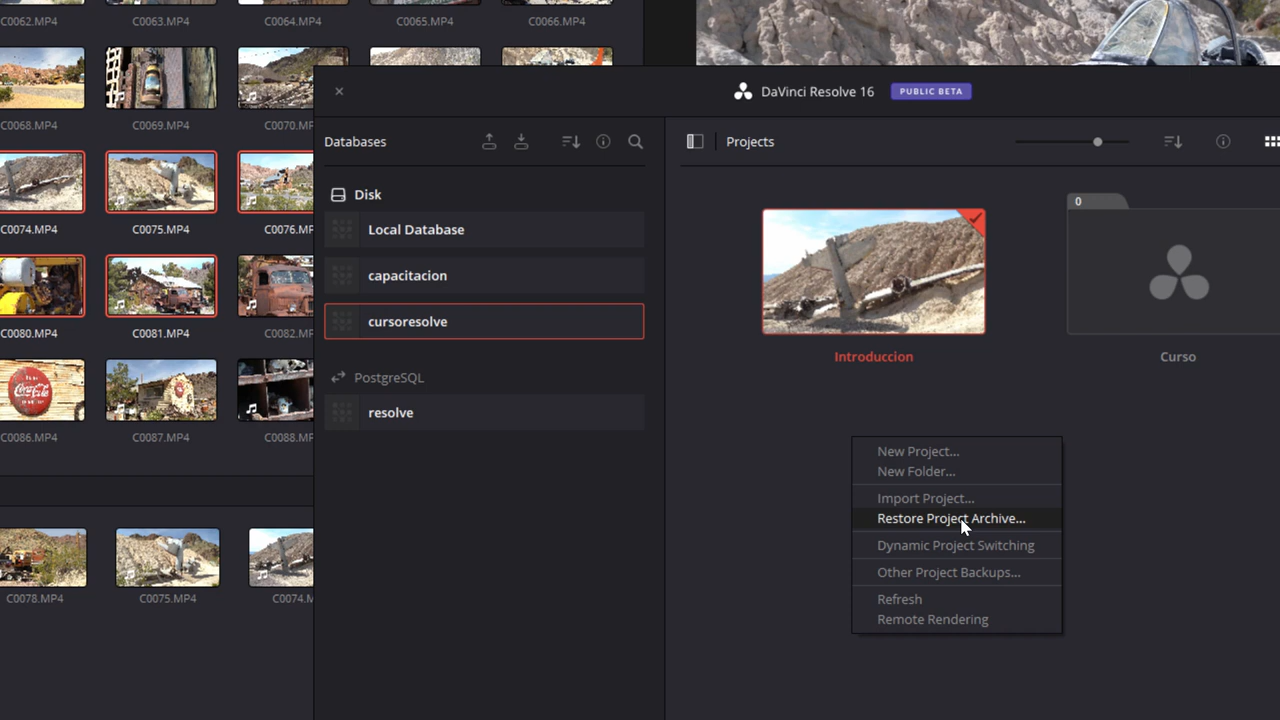 C0062.MP4
C0063.MP4
C0064.MP4
C0065.MP4
C0066.MP4
C0068.MP4
C0069.MP4
C0070.MP4
C0074.MP4
C0075.MP4
C0076.MP4
C0080.MP4
C0081.MP4
C0082.MP4
Coca-Cola
C0086.MP4
C0087.MP4
C0088.MP4
C0078.MP4
C0075.MP4
C0074.M
DaVinci Resolve 16
PUBLIC BETA
Databases
Disk
Local Database
capacitacion
cursoresolve
PostgreSQL
resolve
Projects
Introduccion
0
Curso
New Project...
New Folder...
Import Project...
Restore Project Archive...
Dynamic Project Switching
Other Project Backups...
Refresh
Remote Rendering